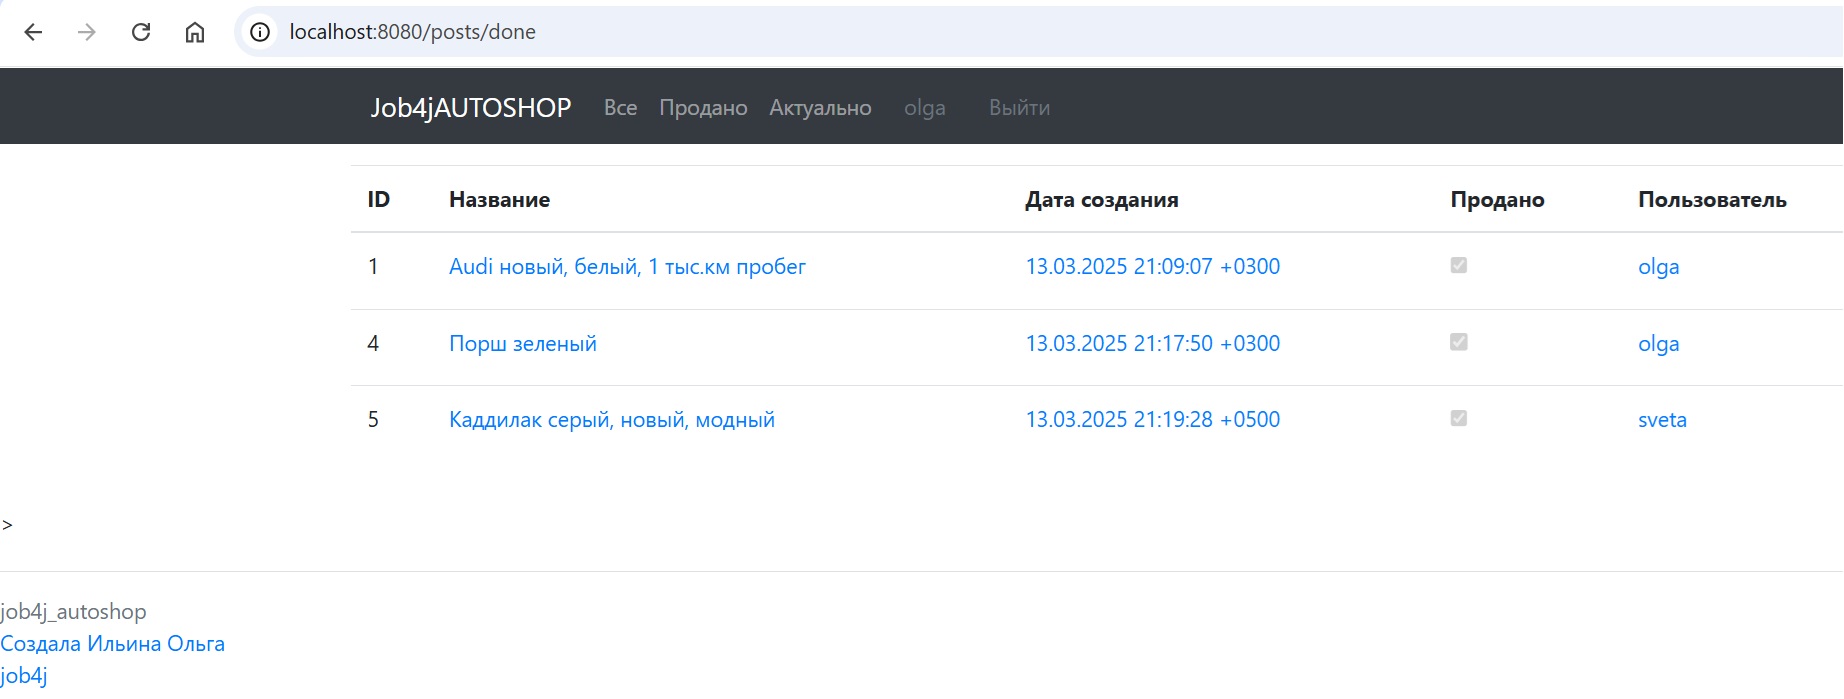 localhost:8080/posts/done
Job4jAUTOSHOP Все Продано Актуально olga Выйти
ID Название Дата создания Продано Пользователь
1 Audi новый, белый, 1 тыс.км пробег 13.03.2025 21:09:07 +0300 olga
4 Порш зеленый 13.03.2025 21:17:50 +0300 olga
5 Каддилак серый, новый, модный 13.03.2025 21:19:28 +0500 sveta
>
job4j_autoshop
Создала Ильина Ольга
job4j